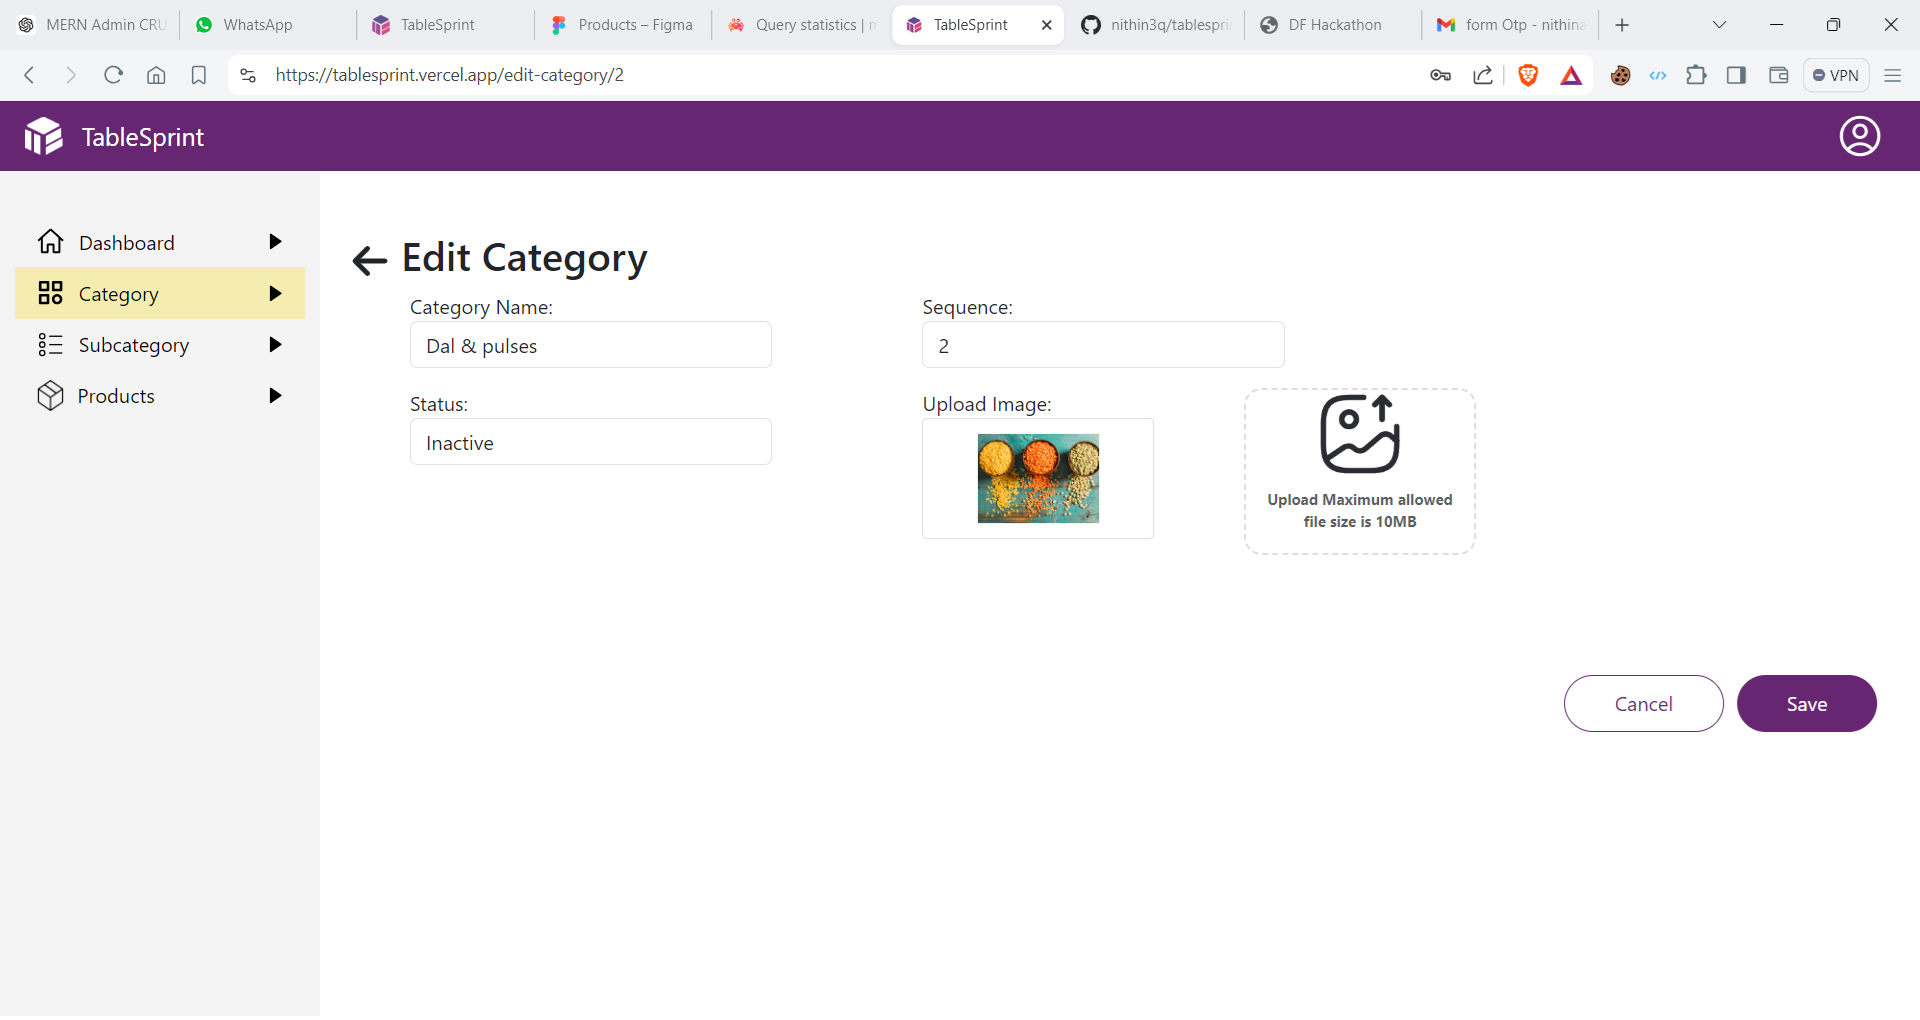 MERN Admin CRU
WhatsApp
TableSprint
Products – Figma
Query statistics |
TableSprint
nithin3q/tablespri
DF Hackathon
form Otp - nithina
https://tablesprint.vercel.app/edit-category/2
VPN
TableSprint
Dashboard
Category
Subcategory
Products
Edit Category
Category Name:
Sequence:
Dal & pulses
2
Status:
Upload Image:
Inactive
Upload Maximum allowed
file size is 10MB
Cancel
Save